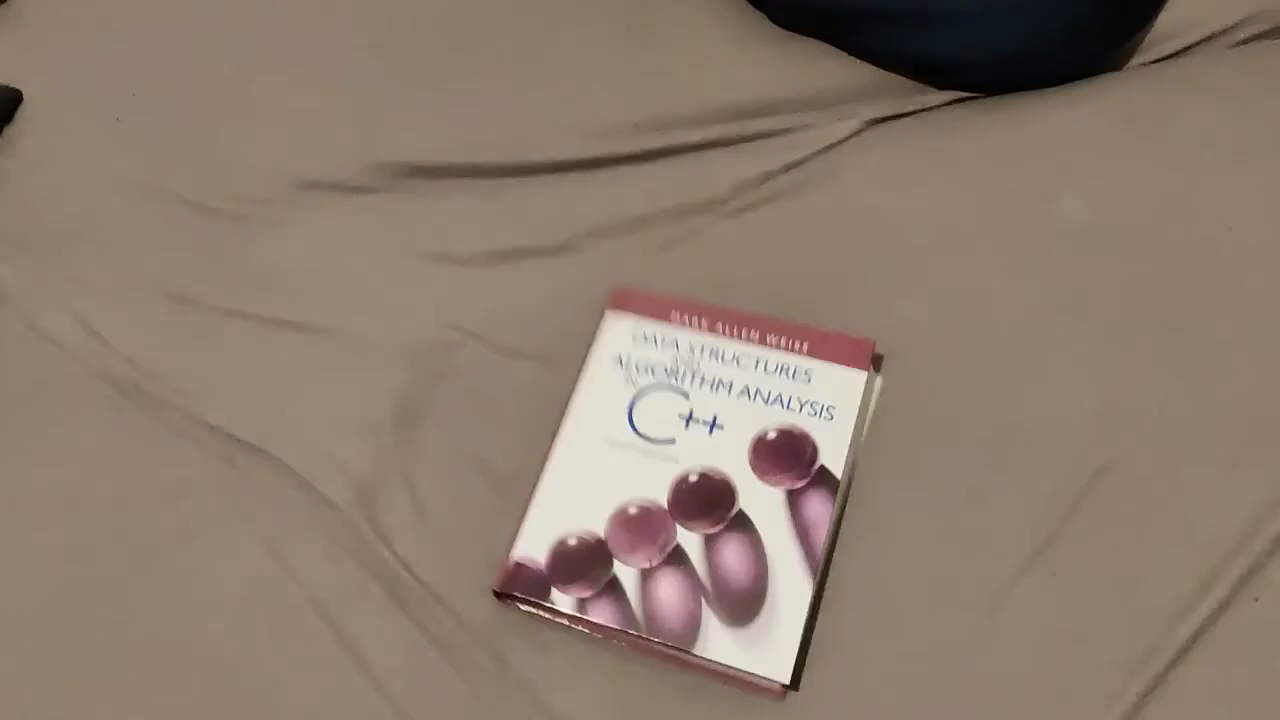 MARK ALLEN WEISS
DATA STRUCTURES
ALGORITHM ANALYSIS
C++